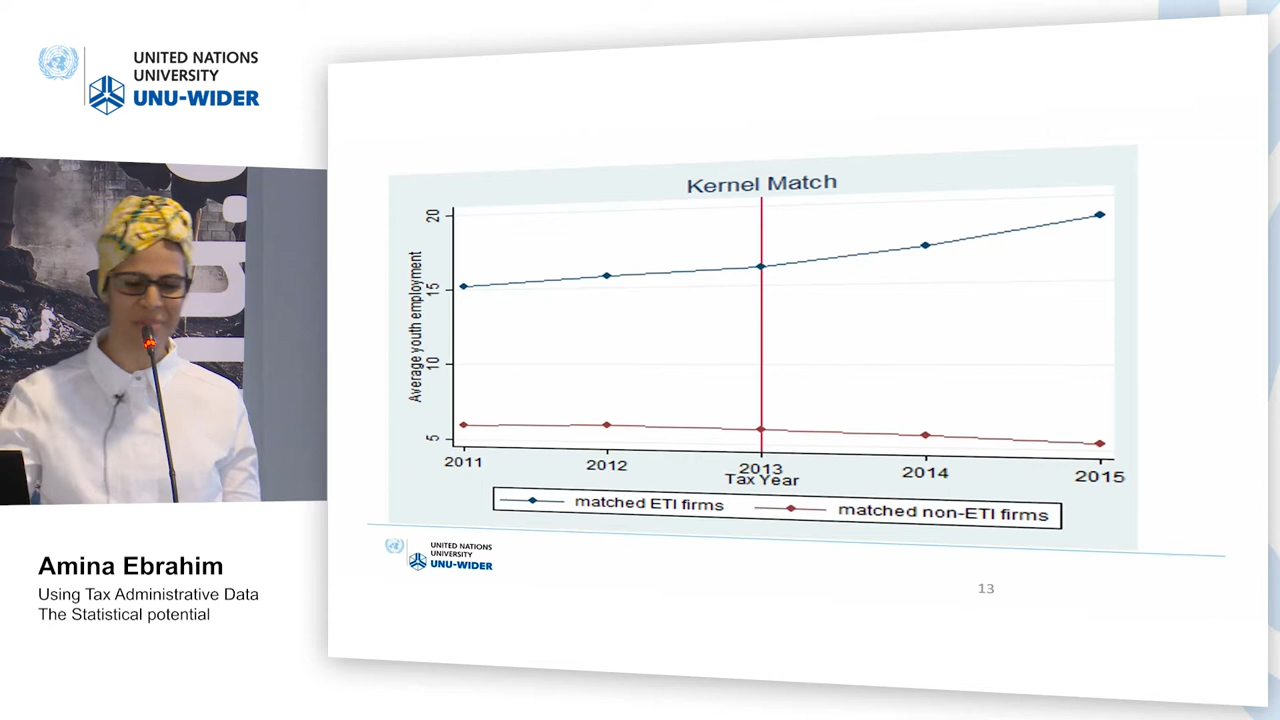 UNITED NATIONS
UNIVERSITY
UNU-WIDER
Amina Ebrahim
Using Tax Administrative Data
The Statistical potential
Kernel Match
Average youth employment
20
15
10
5
2011
2012
2013
2014
2015
Tax Year
matched ETI firms
matched non-ETI firms
UNITED NATIONS
UNIVERSITY
UNU-WIDER
13